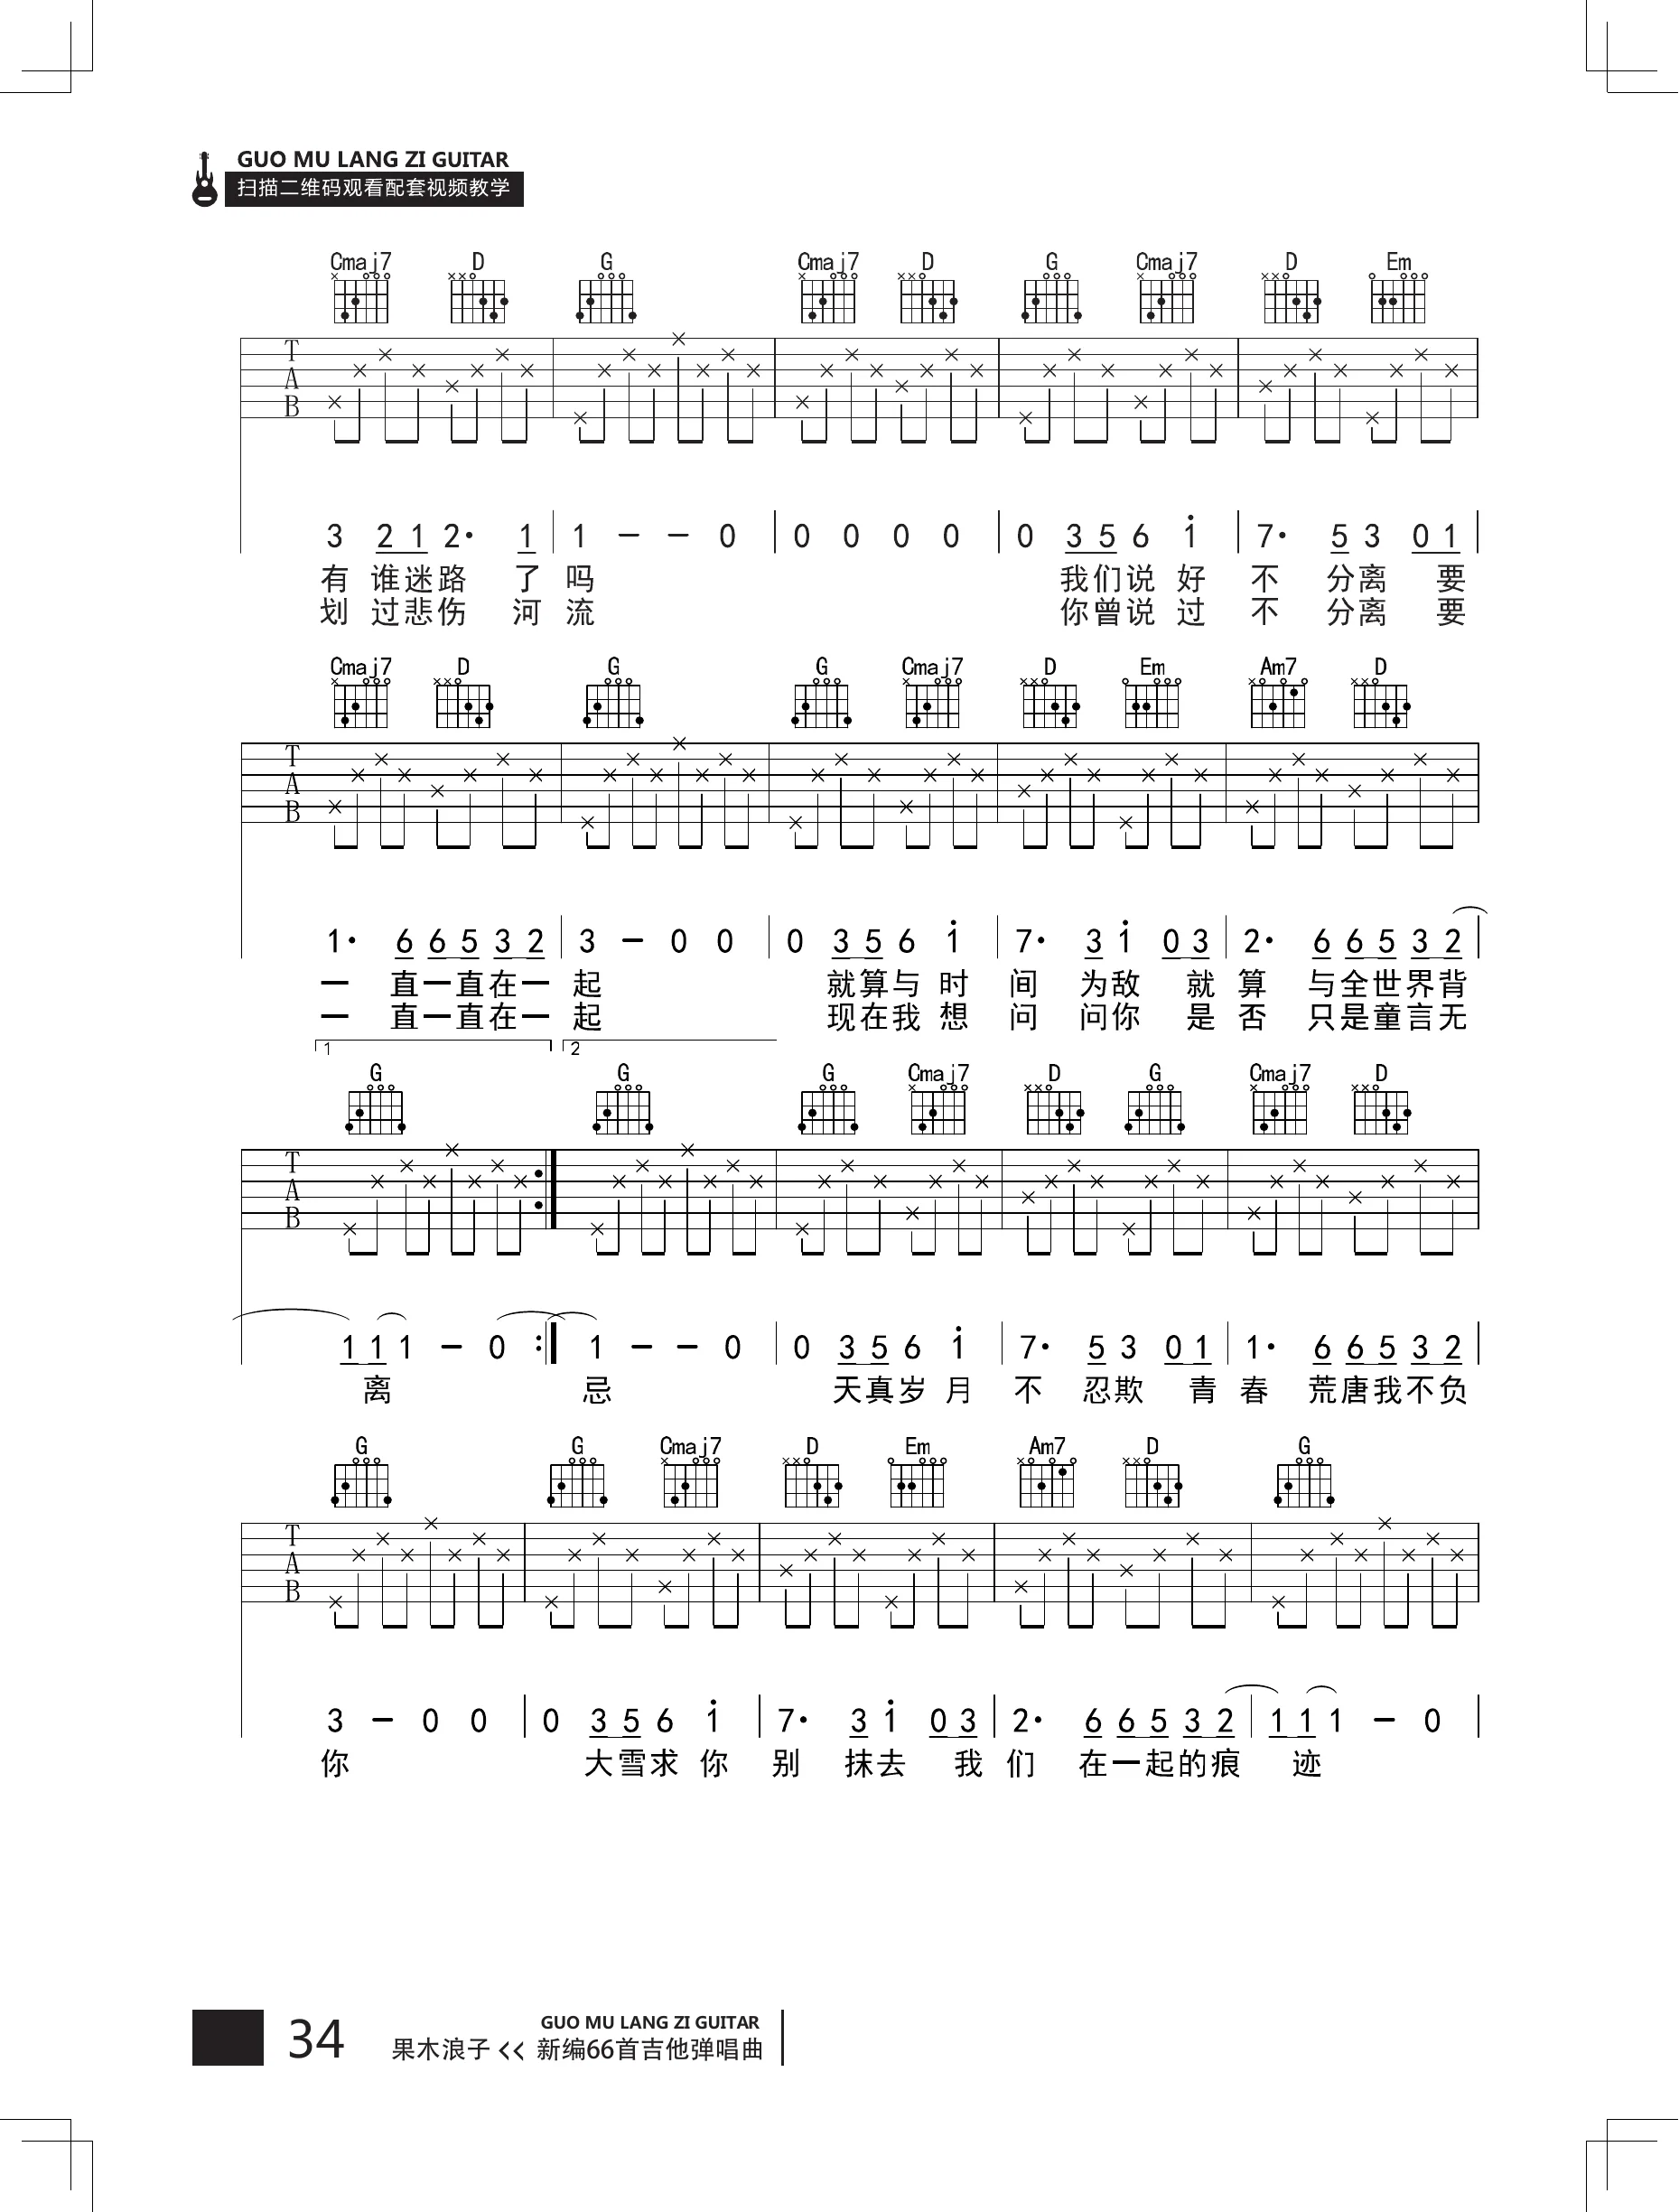 GUO MU LANG ZI GUITAR
扫描二维码观看配套视频教学
Cmaj7 D G Cmaj7 D G Cmaj7 D Em
T
A
B
3 2 1 2· 1 | 1 — — 0 | 0 0 0 0 | 0 3 5 6 1 | 7· 5 3 0 1 |
有 谁迷路 了 吗 我们说 好 不 分离 要
划 过悲伤 河 流 你曾说 过 不 分离 要
Cmaj7 D G G Cmaj7 D Em Am7 D
T
A
B
1· 6 6 5 3 2 | 3 — 0 0 | 0 3 5 6 1 | 7· 3 1 0 3 | 2· 6 6 5 3 2 |
一 直一直在一 起 就算与 时 间 为敌 就 算 与全世界背
一 直一直在一 起 现在我 想 问 问你 是 否 只是童言无
1 2
G G G Cmaj7 D G Cmaj7 D
T
A
B
1 1 1 — 0 :| 1 — — 0 | 0 3 5 6 1 | 7· 5 3 0 1 | 1· 6 6 5 3 2 |
离 忌 天真岁 月 不 忍欺 青 春 荒唐我不负
G G Cmaj7 D Em Am7 D G
T
A
B
3 — 0 0 | 0 3 5 6 1 | 7· 3 1 0 3 | 2· 6 6 5 3 2 | 1 1 1 — 0 |
你 大雪求 你 别 抹去 我 们 在一起的痕 迹
34
GUO MU LANG ZI GUITAR
果木浪子 << 新编66首吉他弹唱曲